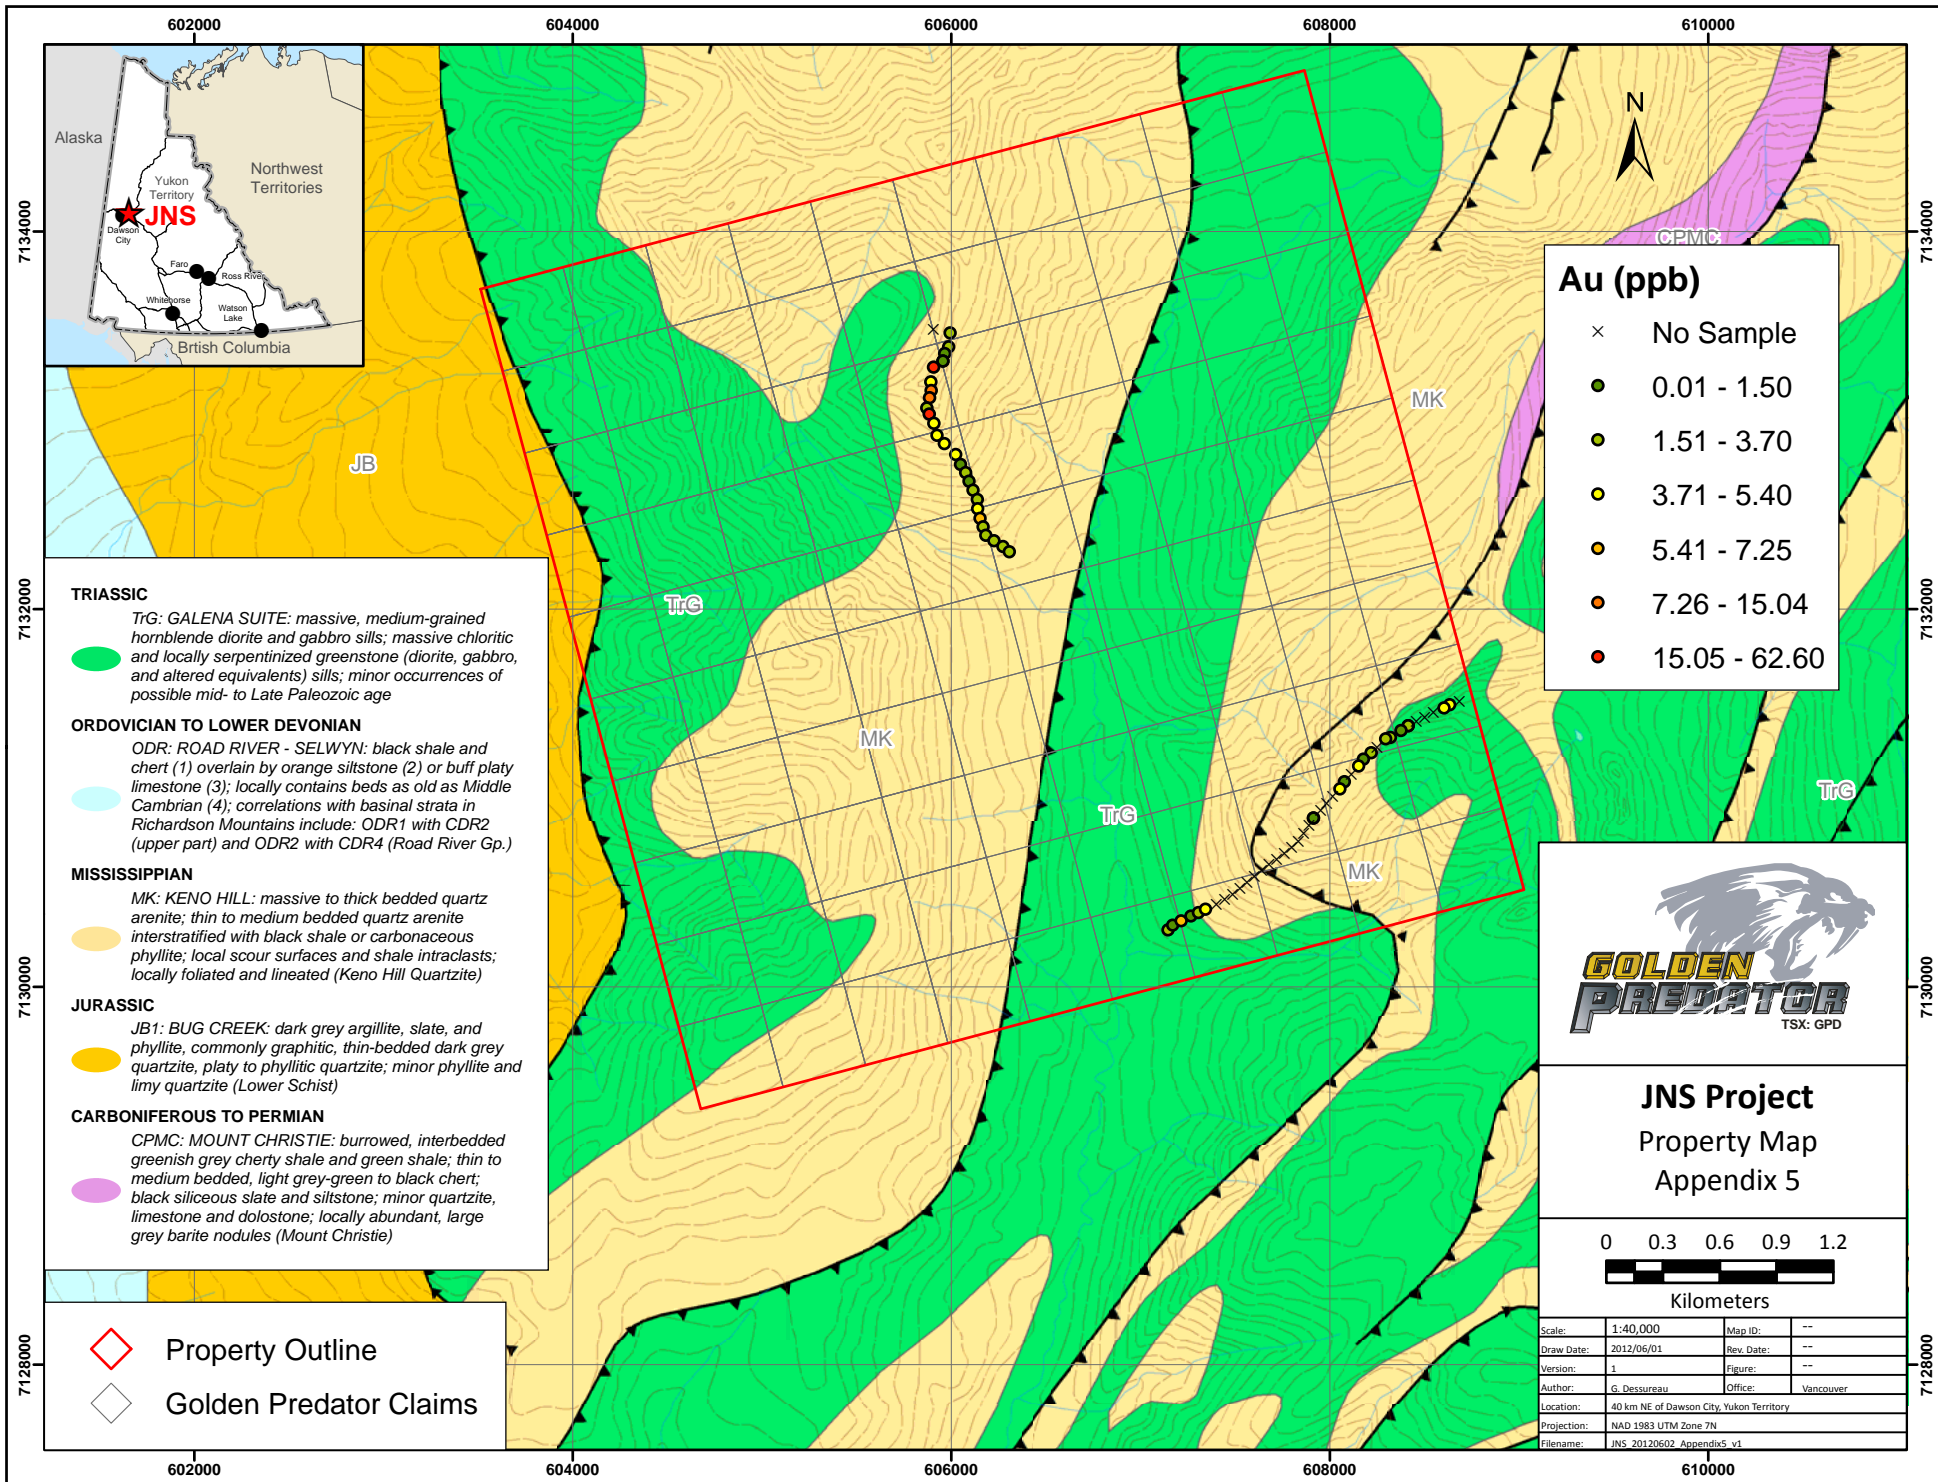 602000
604000
606000
608000
610000
7134000
7132000
7130000
7128000
7134000
7132000
7130000
7128000
602000
604000
606000
608000
610000
Alaska
Yukon
Territory
Northwest
Territories
JNS
Dawson
City
Faro
Ross River
Whitehorse
Watson
Lake
Brtish Columbia
N
CPMC
MK
JB
TrG
MK
TrG
MK
TrG
Au (ppb)
No Sample
0.01 - 1.50
1.51 - 3.70
3.71 - 5.40
5.41 - 7.25
7.26 - 15.04
15.05 - 62.60
TRIASSIC
TrG: GALENA SUITE: massive, medium-grained
hornblende diorite and gabbro sills; massive chloritic
and locally serpentinized greenstone (diorite, gabbro,
and altered equivalents) sills; minor occurrences of
possible mid- to Late Paleozoic age
ORDOVICIAN TO LOWER DEVONIAN
ODR: ROAD RIVER - SELWYN: black shale and
chert (1) overlain by orange siltstone (2) or buff platy
limestone (3); locally contains beds as old as Middle
Cambrian (4); correlations with basinal strata in
Richardson Mountains include: ODR1 with CDR2
(upper part) and ODR2 with CDR4 (Road River Gp.)
MISSISSIPPIAN
MK: KENO HILL: massive to thick bedded quartz
arenite; thin to medium bedded quartz arenite
interstratified with black shale or carbonaceous
phyllite; local scour surfaces and shale intraclasts;
locally foliated and lineated (Keno Hill Quartzite)
JURASSIC
JB1: BUG CREEK: dark grey argillite, slate, and
phyllite, commonly graphitic, thin-bedded dark grey
quartzite, platy to phyllitic quartzite; minor phyllite and
limy quartzite (Lower Schist)
CARBONIFEROUS TO PERMIAN
CPMC: MOUNT CHRISTIE: burrowed, interbedded
greenish grey cherty shale and green shale; thin to
medium bedded, light grey-green to black chert;
black siliceous slate and siltstone; minor quartzite,
limestone and dolostone; locally abundant, large
grey barite nodules (Mount Christie)
Property Outline
Golden Predator Claims
GOLDEN
PREDATOR
TSX: GPD
JNS Project
Property Map
Appendix 5
0 0.3 0.6 0.9 1.2
Kilometers
Scale: 1:40,000 Map ID: --
Draw Date: 2012/06/01 Rev. Date: --
Version: 1 Figure: --
Author: G. Dessureau Office: Vancouver
Location: 40 km NE of Dawson City, Yukon Territory
Projection: NAD 1983 UTM Zone 7N
Filename: JNS_20120602_Appendix5_v1